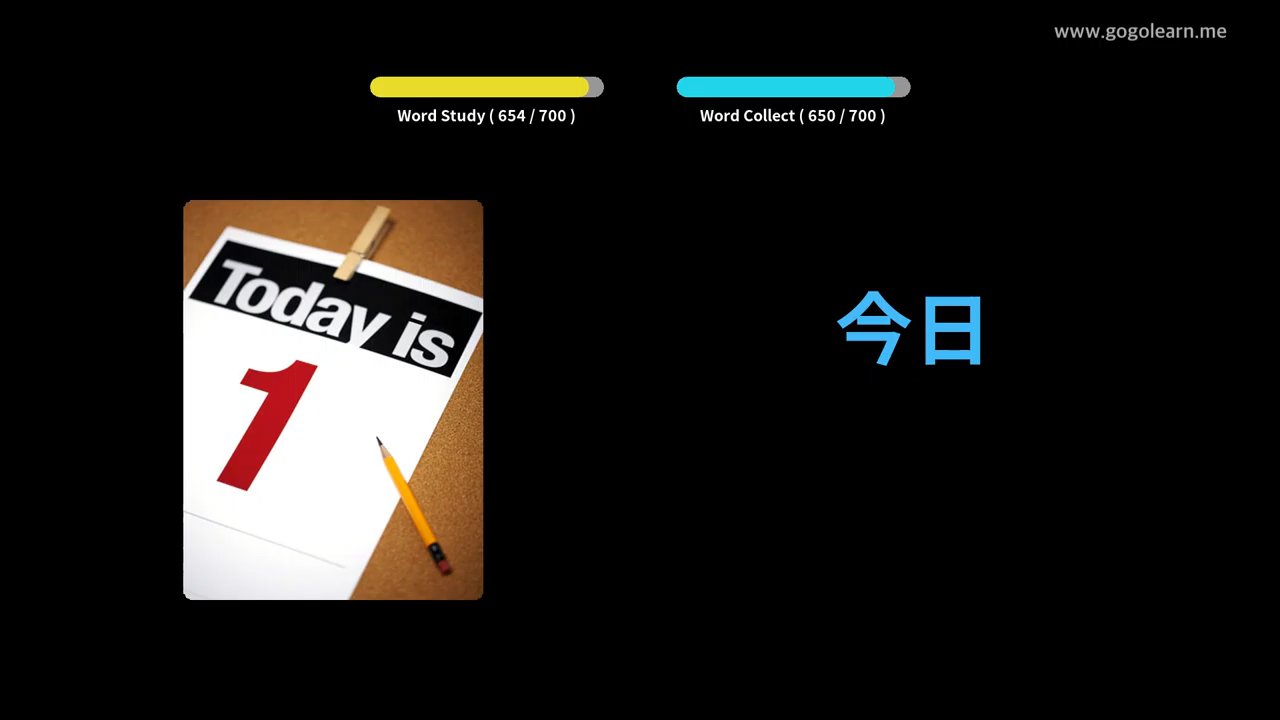 www.gogolearn.me
Word Study ( 654 / 700 )
Word Collect ( 650 / 700 )
Today is
1
今日